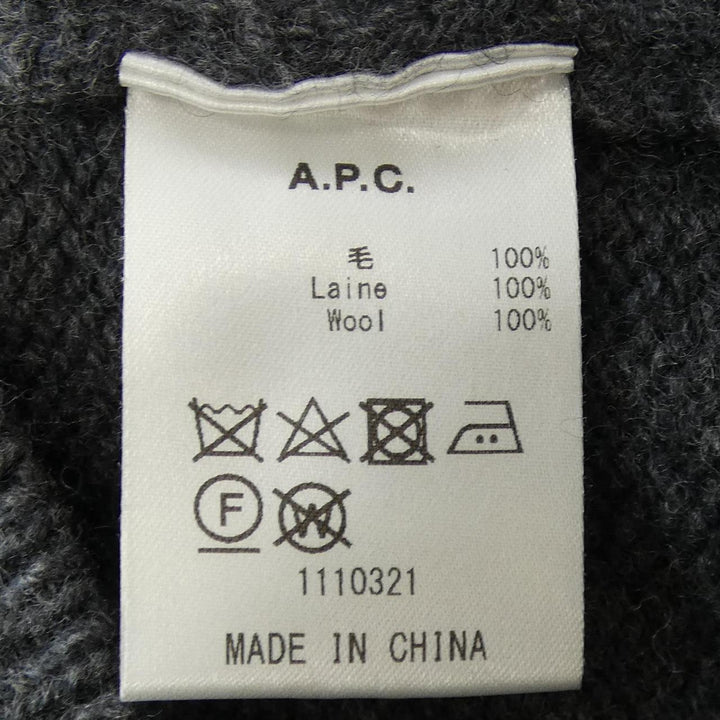 A.P.C.
毛 100%
Laine 100%
Wool 100%
F W
1110321
MADE IN CHINA